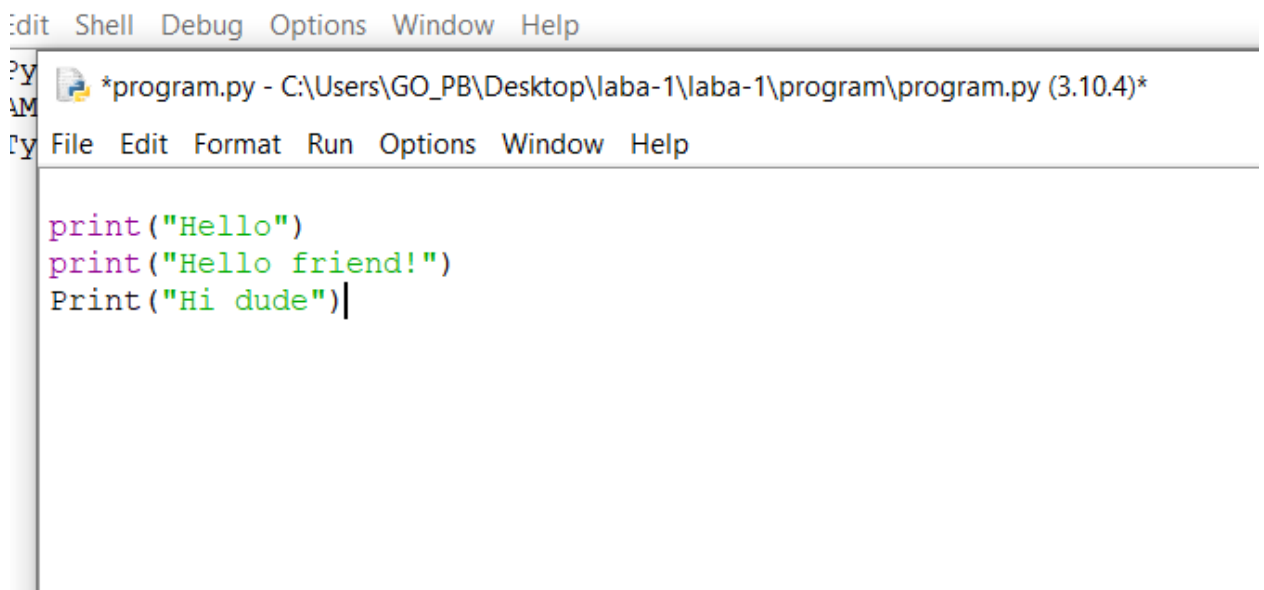 Edit Shell Debug Options Window Help
*program.py - C:\Users\GO_PB\Desktop\laba-1\laba-1\program\program.py (3.10.4)*
File Edit Format Run Options Window Help
print("Hello")
print("Hello friend!")
Print("Hi dude")